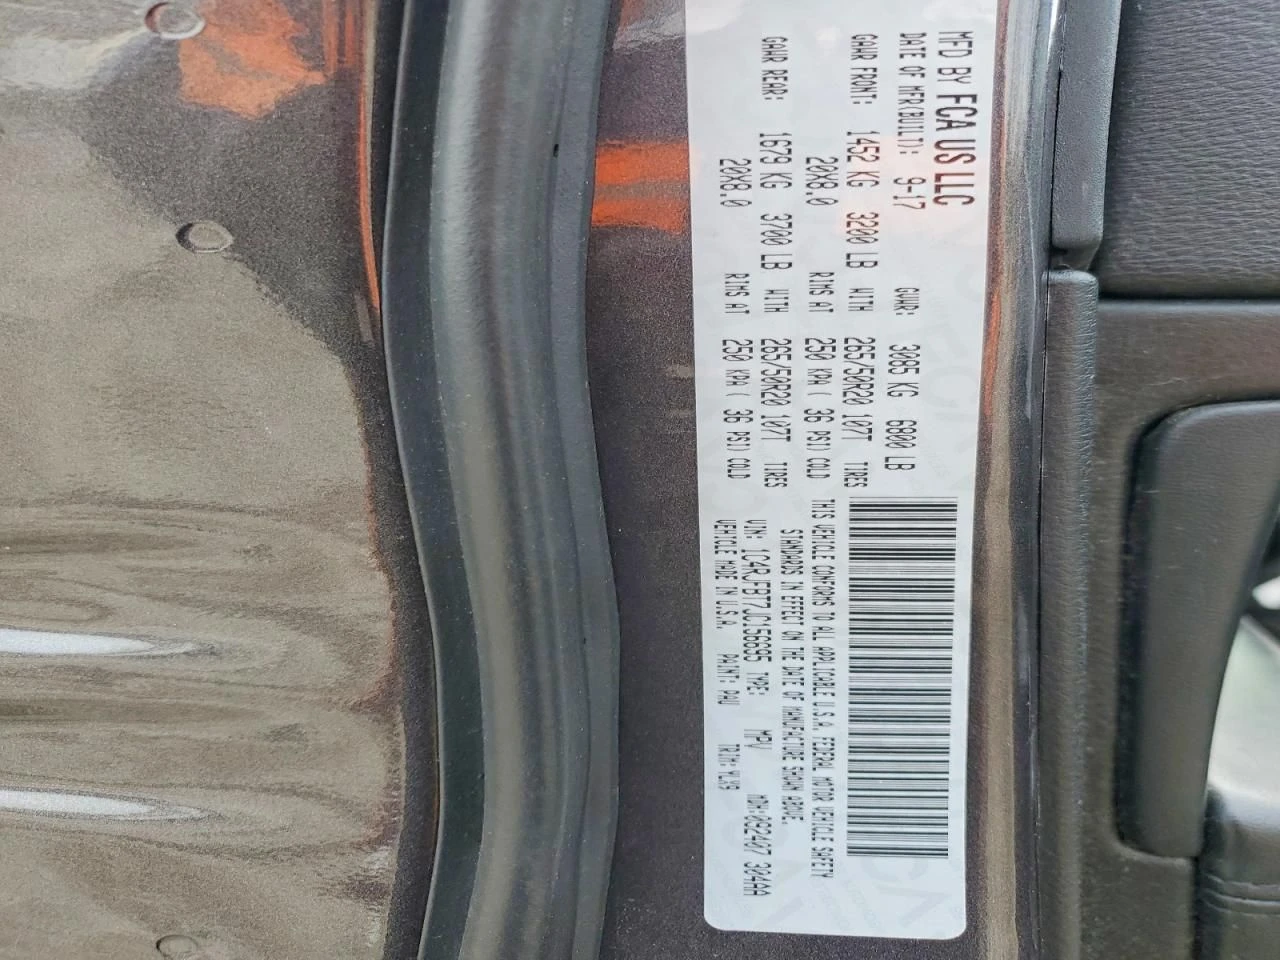 MFD BY FCA US LLC
DATE OF MFR(BUILT): 9-17 GVWR: 3085 KG 6800 LB
GAWR FRONT: 1452 KG 3200 LB WITH 265/50R20 107T TIRES
20X8.0 RIMS AT 250 KPA ( 36 PSI) COLD
GAWR REAR: 1679 KG 3700 LB WITH 265/50R20 107T TIRES
20X8.0 RIMS AT 250 KPA ( 36 PSI) COLD
THIS VEHICLE CONFORMS TO ALL APPLICABLE U.S.A. FEDERAL MOTOR VEHICLE SAFETY
STANDARDS IN EFFECT ON THE DATE OF MANUFACTURE SHOWN ABOVE.
VIN: 1C4RJFBT7JC156695 TYPE: MPV MDH:092407 304AA
VEHICLE MADE IN U.S.A. PAINT: PAU TRIM: